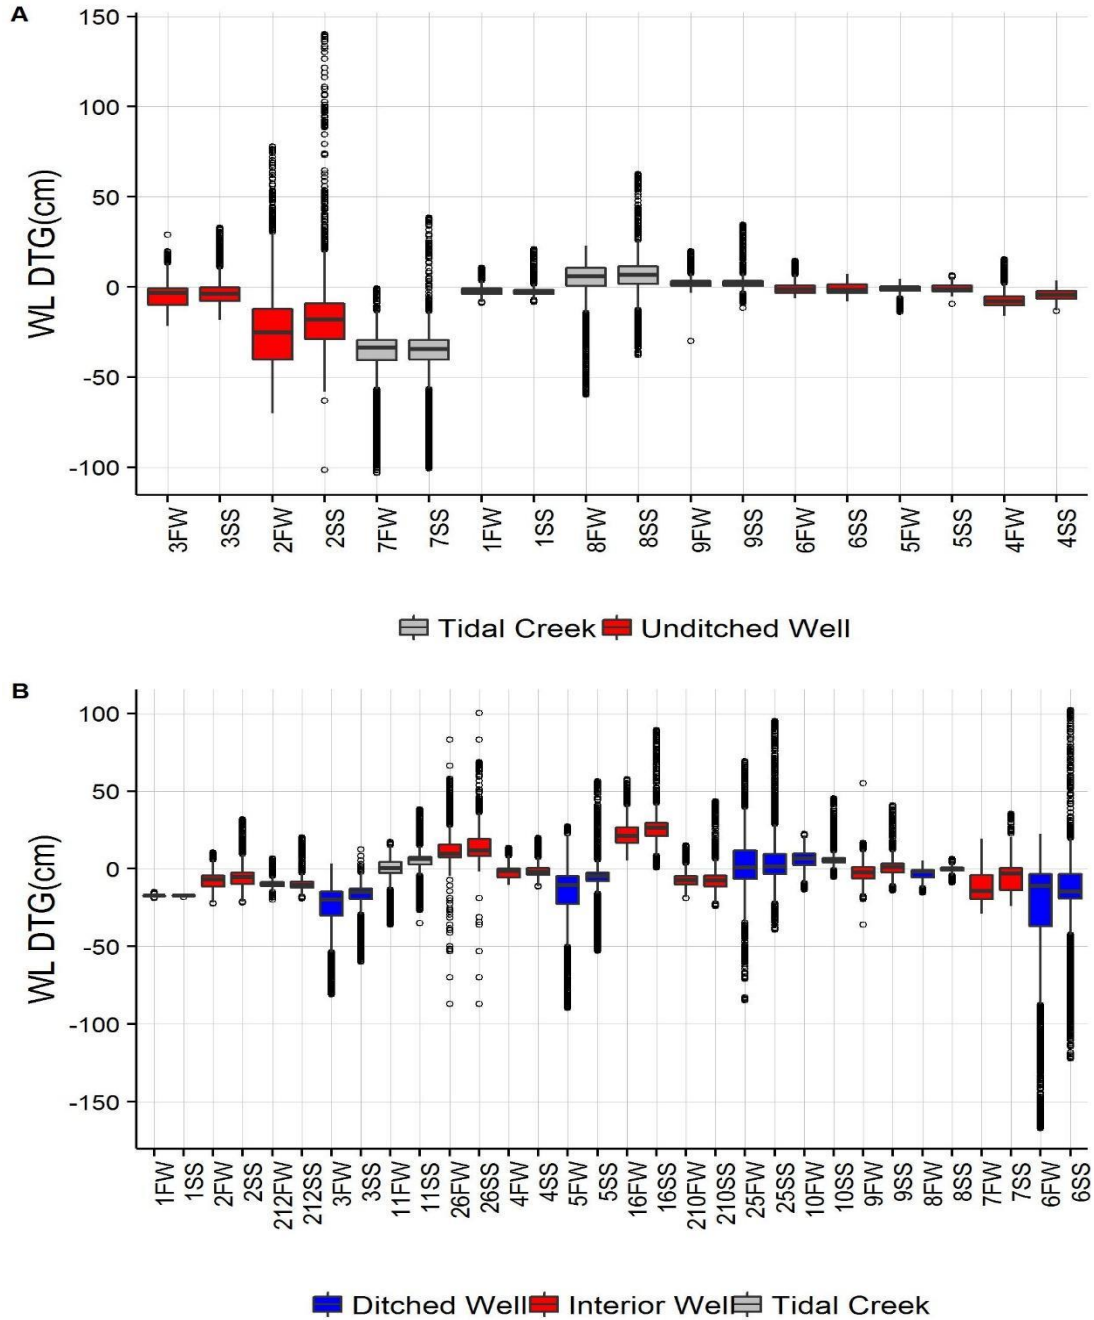 A
WL DTG(cm)
150
100
50
0
-50
-100
3FW 3SS 2FW 2SS 7FW 7SS 1FW 1SS 8FW 8SS 9FW 9SS 6FW 6SS 5FW 5SS 4FW 4SS
Tidal Creek Unditched Well
B
WL DTG(cm)
100
50
0
-50
-100
-150
1FW 1SS 2FW 2SS 212FW 212SS 3FW 3SS 11FW 11SS 26FW 26SS 4FW 4SS 5FW 5SS 16FW 16SS 210FW 210SS 25FW 25SS 10FW 10SS 9FW 9SS 8FW 8SS 7FW 7SS 6FW 6SS
Ditched Well Interior Well Tidal Creek